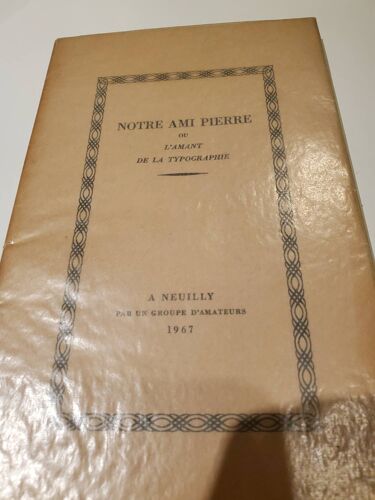 NOTRE AMI PIERRE
OU
L'AMANT
DE LA TYPOGRAPHIE
A NEUILLY
PAR UN GROUPE D'AMATEURS
1967